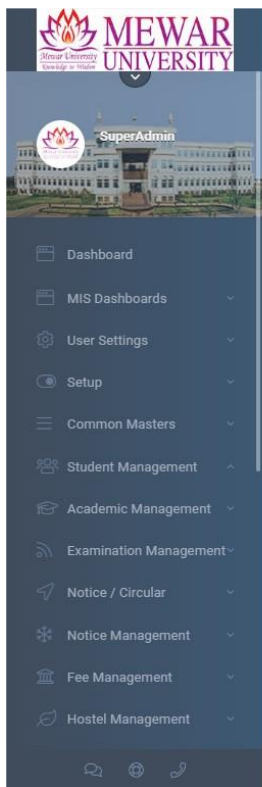 MEWAR
UNIVERSITY
Mewar University
Knowledge to Wisdom
SuperAdmin
Dashboard
MIS Dashboards
User Settings
Setup
Common Masters
Student Management
Academic Management
Examination Management
Notice / Circular
Notice Management
Fee Management
Hostel Management